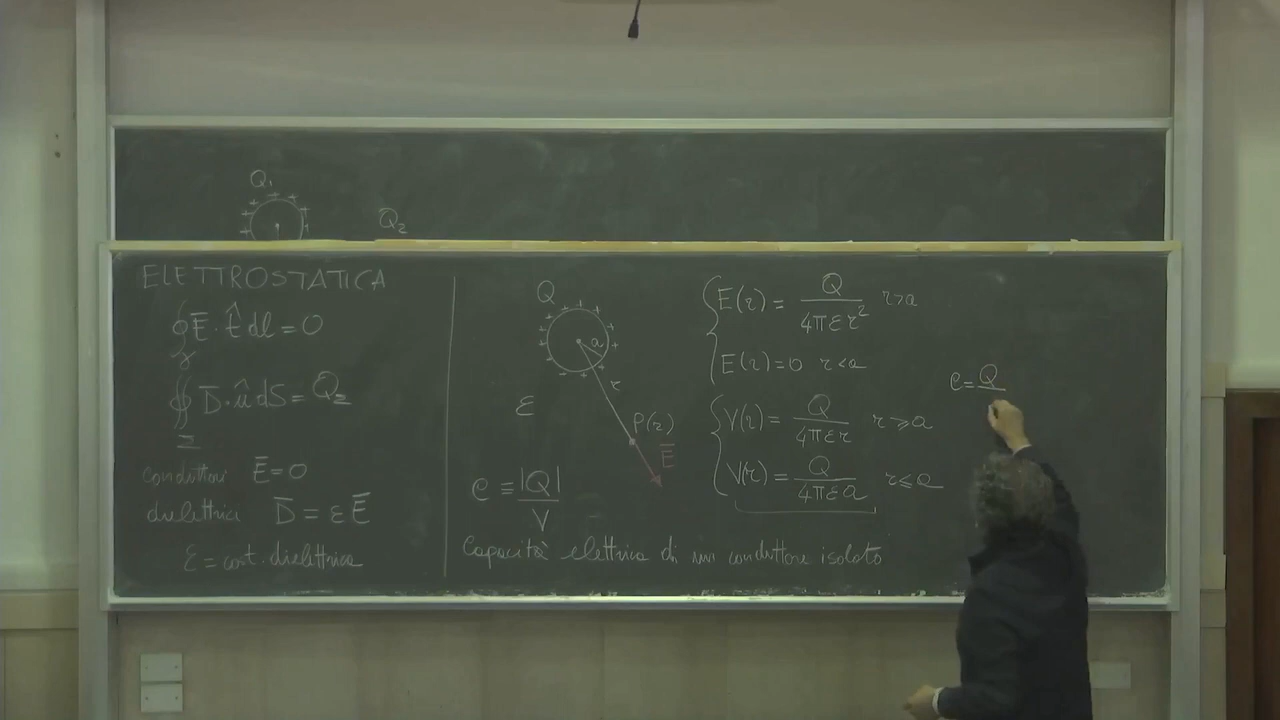 Q₁
Q₂
ELETTROSTATICA
∮ Ē · t̂ dl = 0
γ
∯ D̄ · û dS = Q_Σ
Σ
conduttori Ē = 0
dielettrici D̄ = εĒ
ε = cost. dielettrica
Q
a
r
ε
P(r)
Ē
C ≡ |Q| / V
Capacità elettrica di un conduttore isolato
E(r) = Q / 4πεr² r>a
E(r) = 0 r<a
V(r) = Q / 4πεr r⩾a
V(r) = Q / 4πεa r⩽a
C = Q